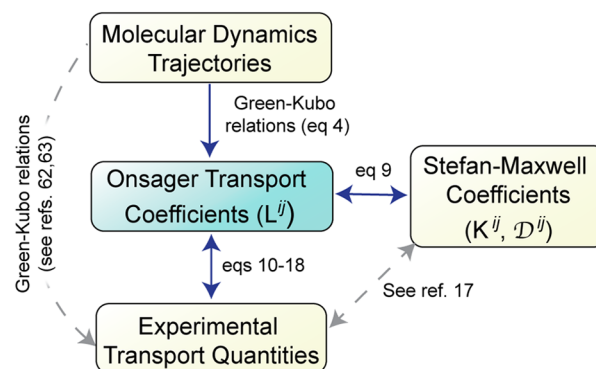 Molecular Dynamics
Trajectories
Green-Kubo relations
(see refs. 62,63)
Green-Kubo
relations (eq 4)
Onsager Transport
Coefficients (L^{ij})
eq 9
Stefan-Maxwell
Coefficients
(K^{ij}, 𝒟^{ij})
eqs 10-18
See ref. 17
Experimental
Transport Quantities